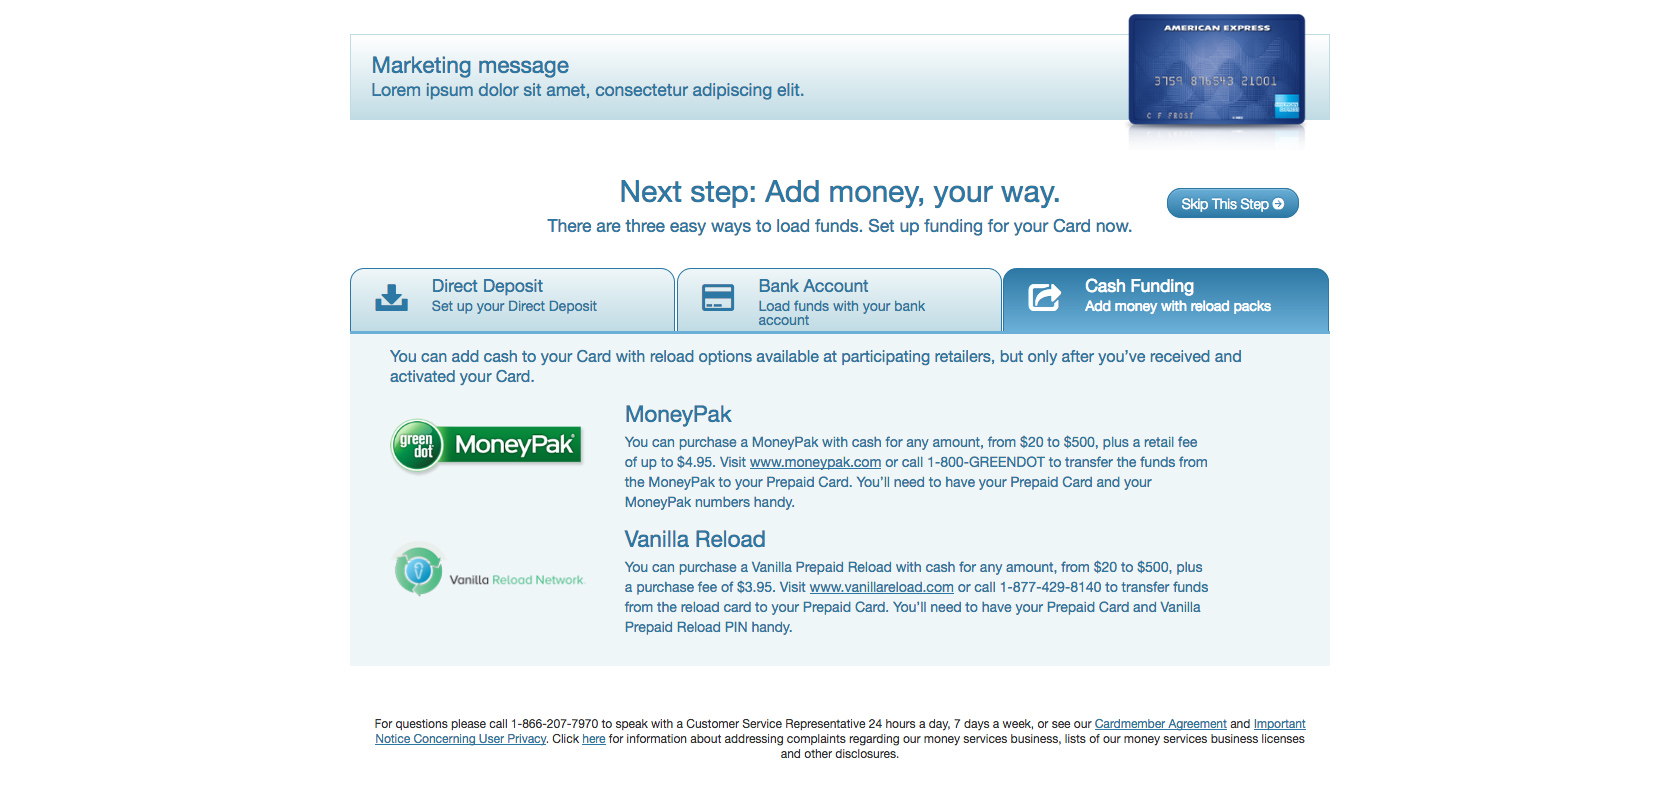 AMERICAN EXPRESS
Marketing message
Lorem ipsum dolor sit amet, consectetur adipiscing elit.
3759 876543 21001
C F FROST
Next step: Add money, your way.
Skip This Step
There are three easy ways to load funds. Set up funding for your Card now.
Direct Deposit
Set up your Direct Deposit
Bank Account
Load funds with your bank
account
Cash Funding
Add money with reload packs
You can add cash to your Card with reload options available at participating retailers, but only after you’ve received and
activated your Card.
green
dot
MoneyPak
MoneyPak
You can purchase a MoneyPak with cash for any amount, from $20 to $500, plus a retail fee
of up to $4.95. Visit www.moneypak.com or call 1-800-GREENDOT to transfer the funds from
the MoneyPak to your Prepaid Card. You’ll need to have your Prepaid Card and your
MoneyPak numbers handy.
Vanilla Reload Network
Vanilla Reload
You can purchase a Vanilla Prepaid Reload with cash for any amount, from $20 to $500, plus
a purchase fee of $3.95. Visit www.vanillareload.com or call 1-877-429-8140 to transfer funds
from the reload card to your Prepaid Card. You’ll need to have your Prepaid Card and Vanilla
Prepaid Reload PIN handy.
For questions please call 1-866-207-7970 to speak with a Customer Service Representative 24 hours a day, 7 days a week, or see our Cardmember Agreement and Important
Notice Concerning User Privacy. Click here for information about addressing complaints regarding our money services business, lists of our money services business licenses
and other disclosures.